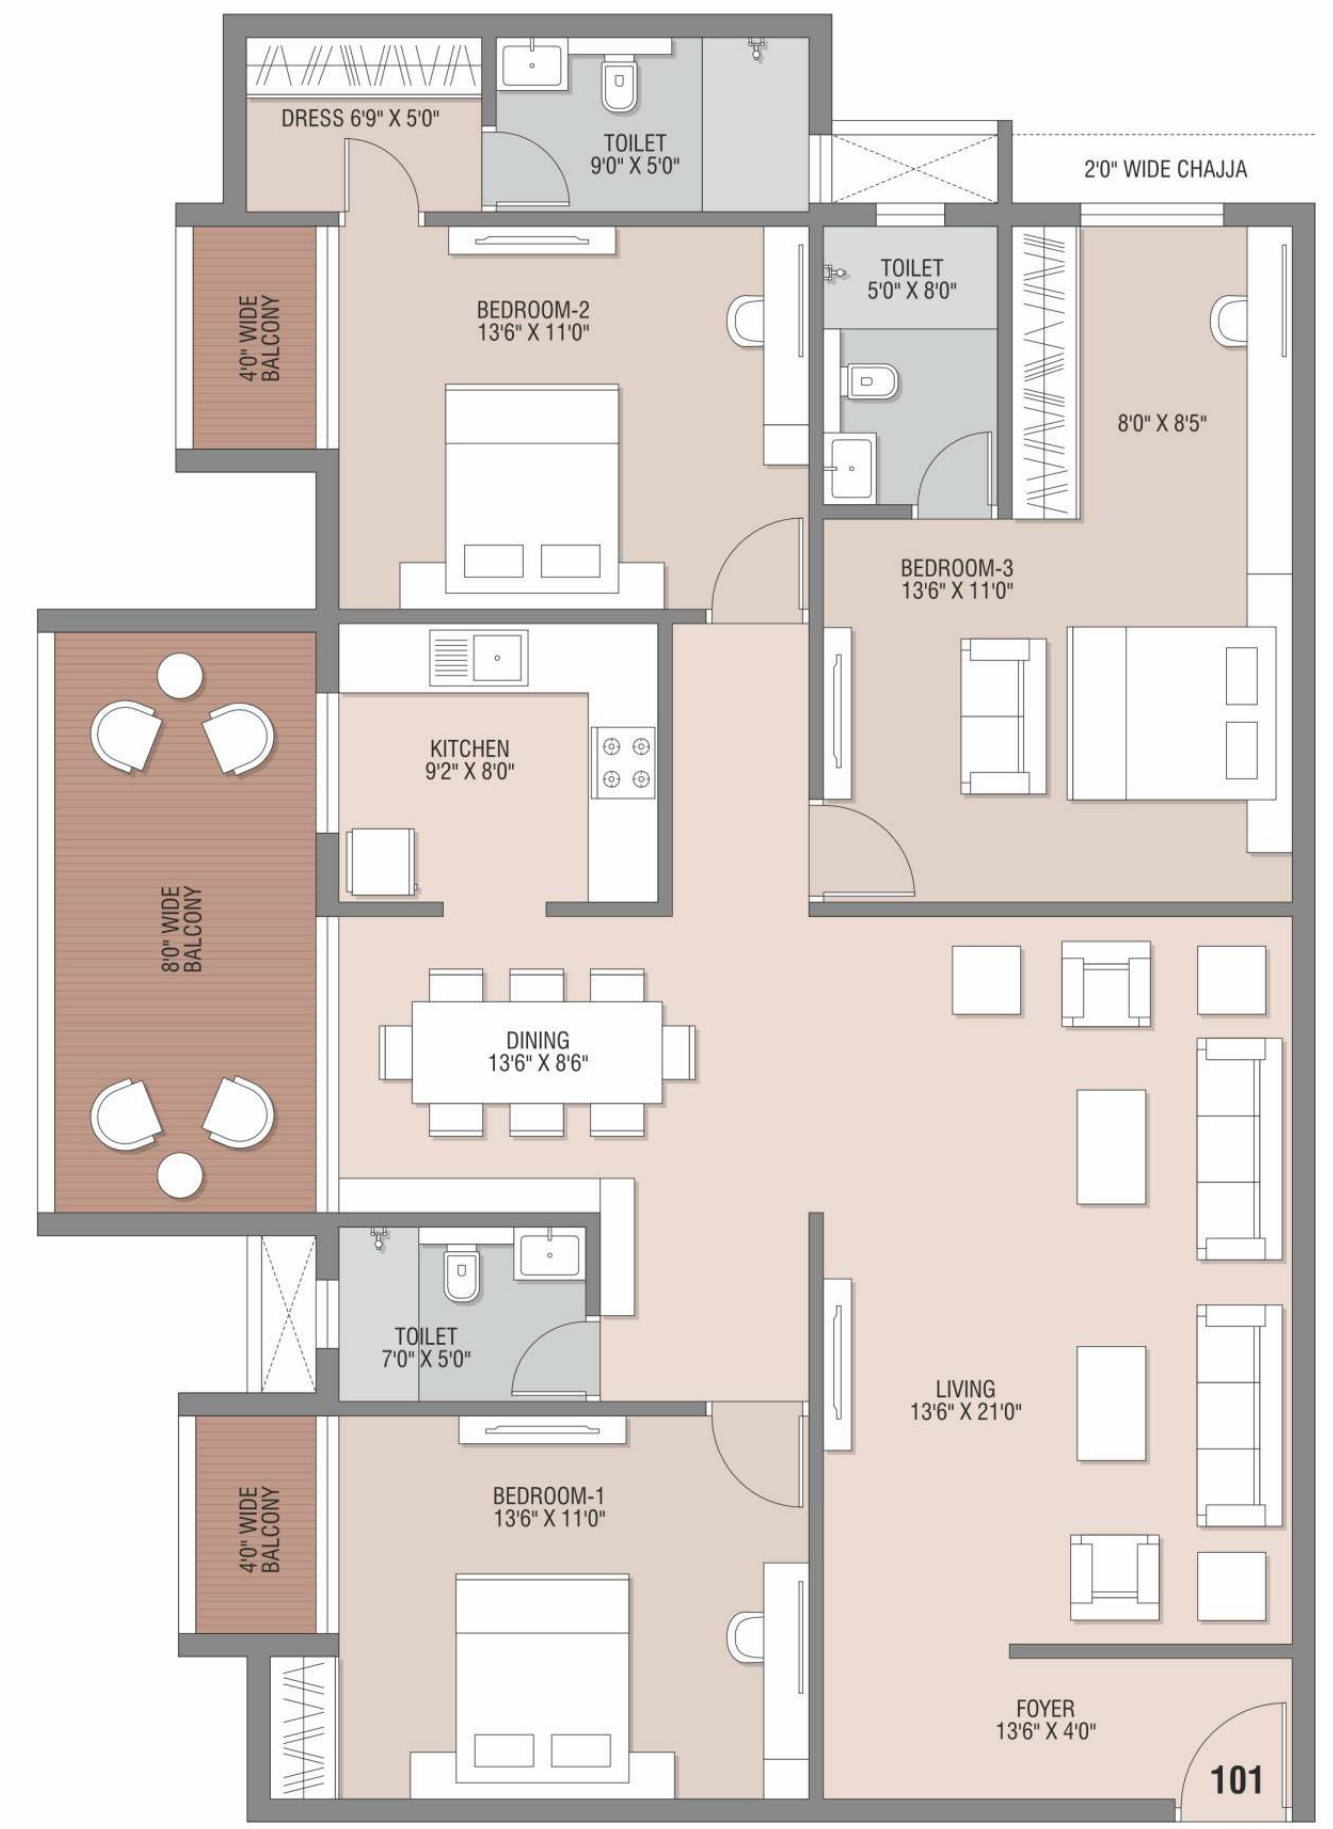 DRESS 6'9" X 5'0"
TOILET
9'0" X 5'0"
2'0" WIDE CHAJJA
4'0" WIDE
BALCONY
BEDROOM-2
13'6" X 11'0"
TOILET
5'0" X 8'0"
8'0" X 8'5"
BEDROOM-3
13'6" X 11'0"
KITCHEN
9'2" X 8'0"
8'0" WIDE
BALCONY
DINING
13'6" X 8'6"
TOILET
7'0" X 5'0"
LIVING
13'6" X 21'0"
4'0" WIDE
BALCONY
BEDROOM-1
13'6" X 11'0"
FOYER
13'6" X 4'0"
101